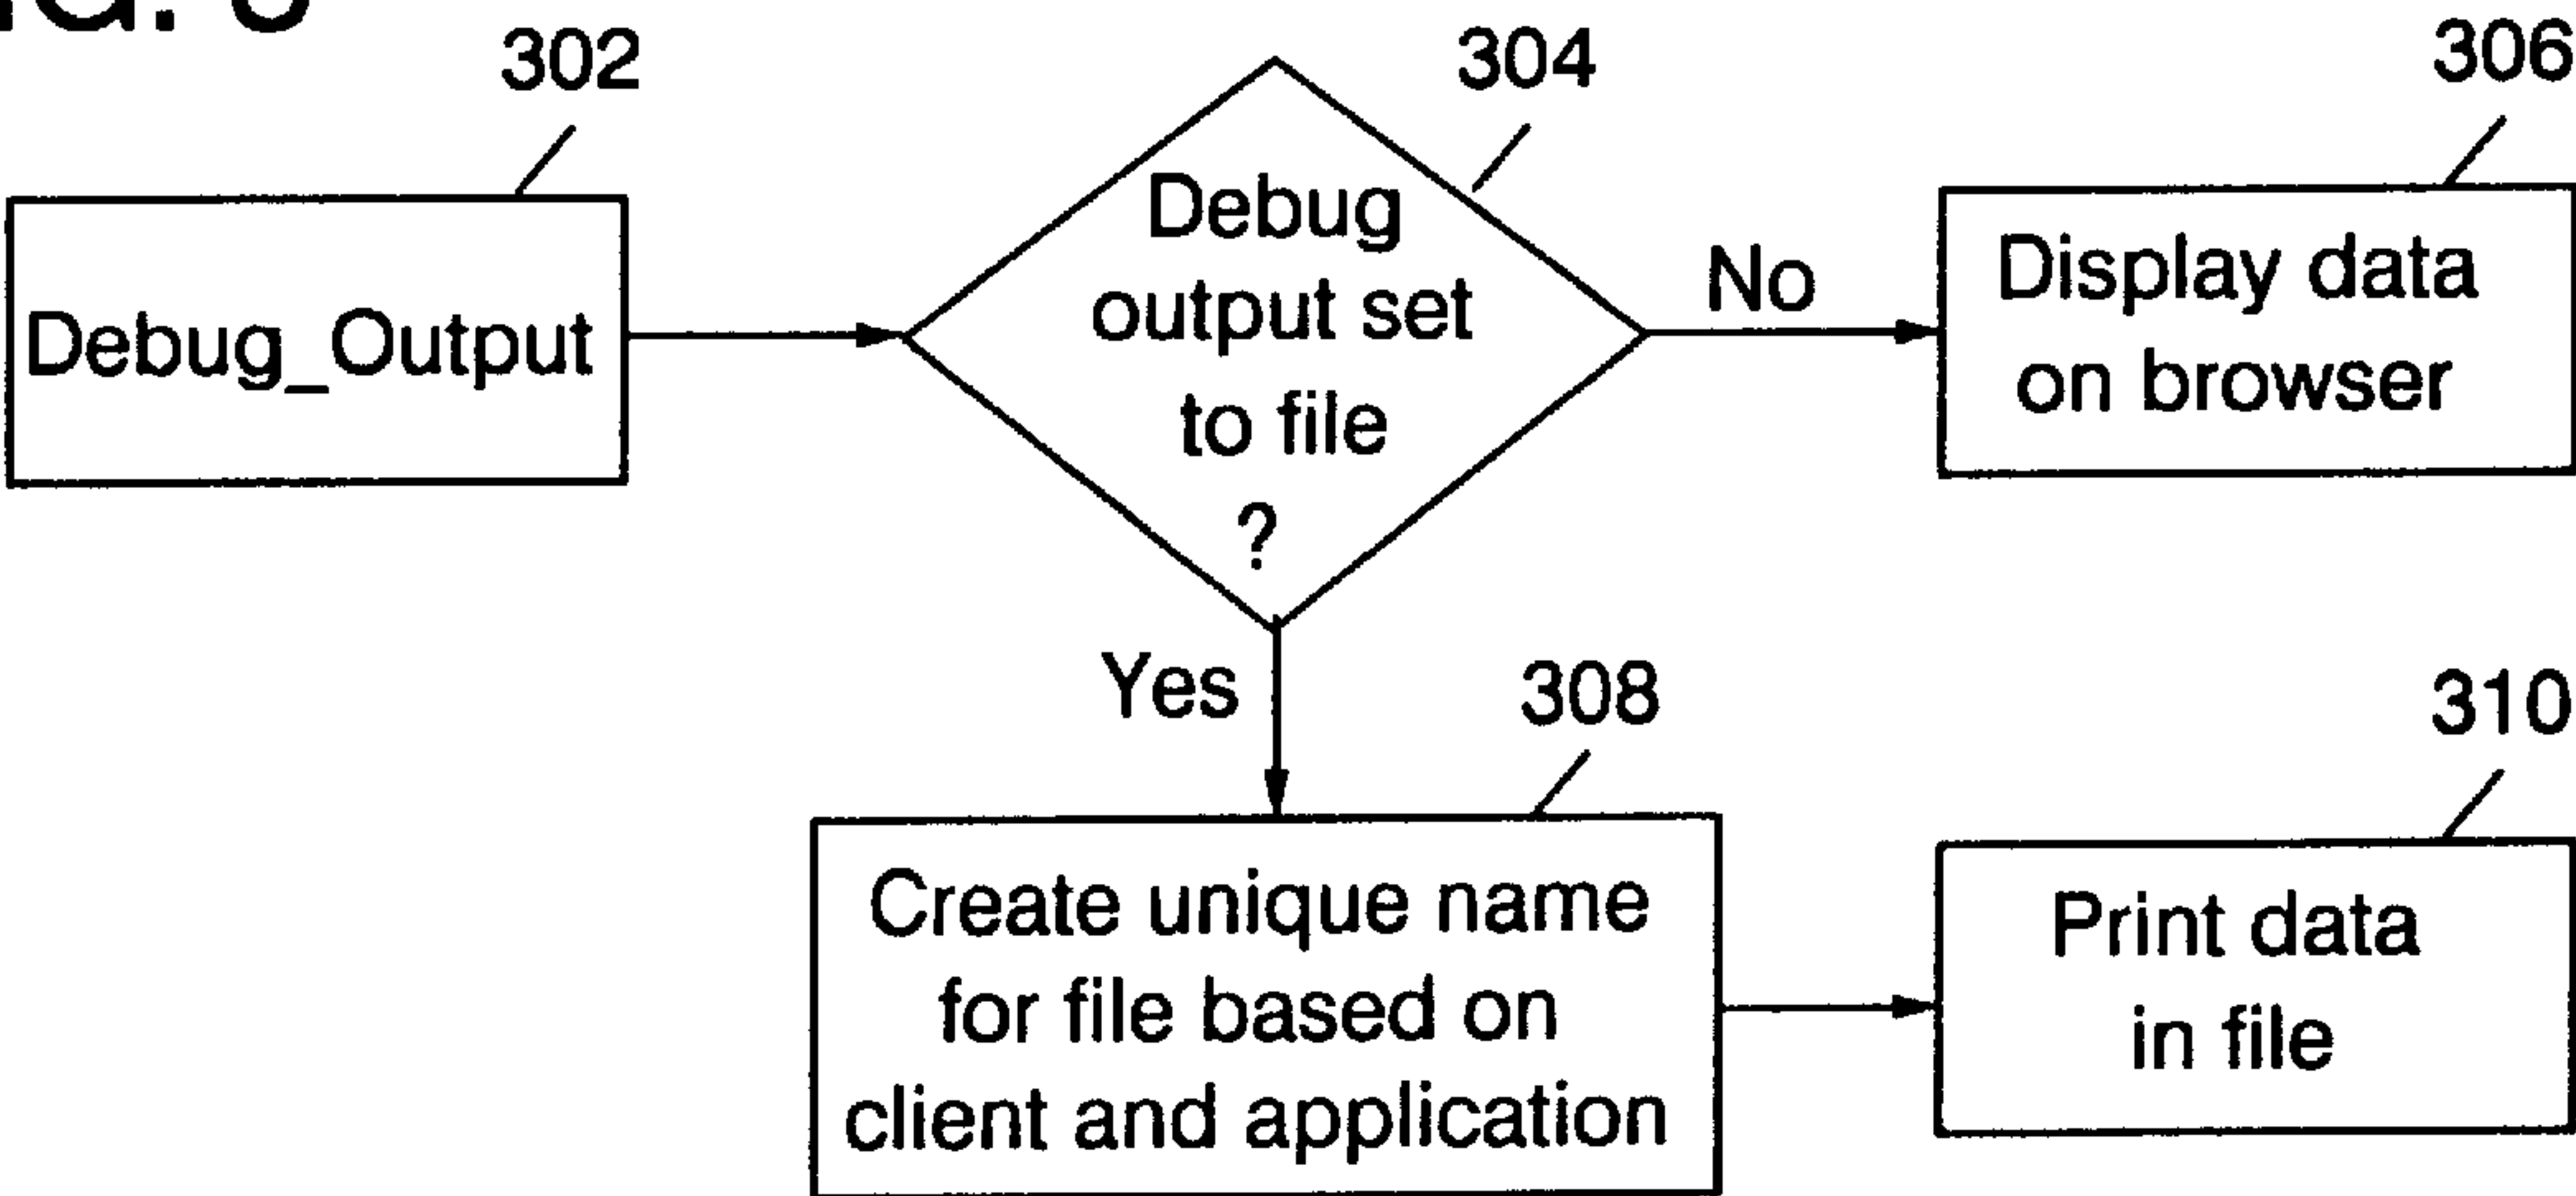 302
304
306
Debug_Output
Debug
output set
to file
?
No
Display data
on browser
Yes
308
310
Create unique name
for file based on
client and application
Print data
in file